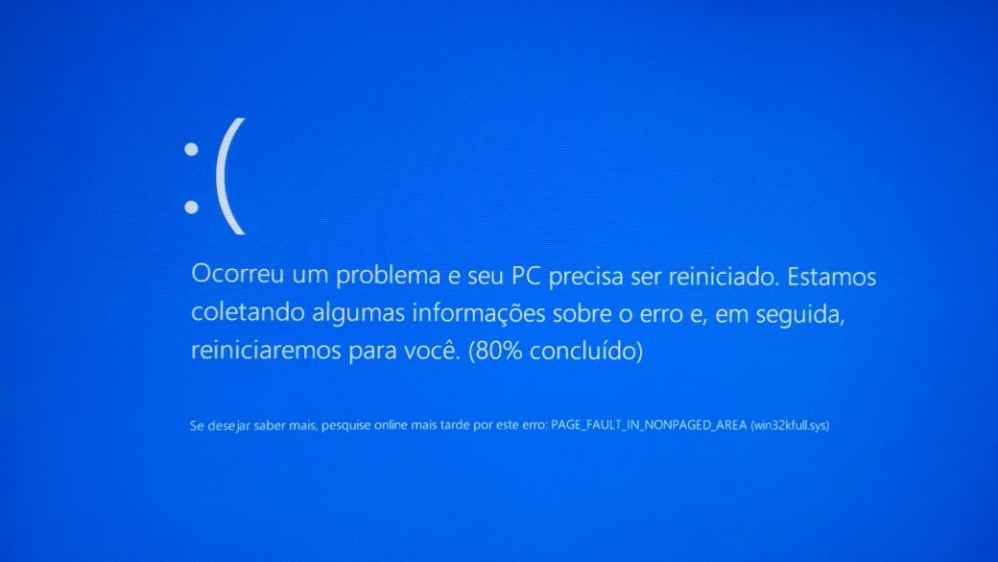 :(
Ocorreu um problema e seu PC precisa ser reiniciado. Estamos
coletando algumas informações sobre o erro e, em seguida,
reiniciaremos para você. (80% concluído)
Se desejar saber mais, pesquise online mais tarde por este erro: PAGE_FAULT_IN_NONPAGED_AREA (win32kfull.sys)